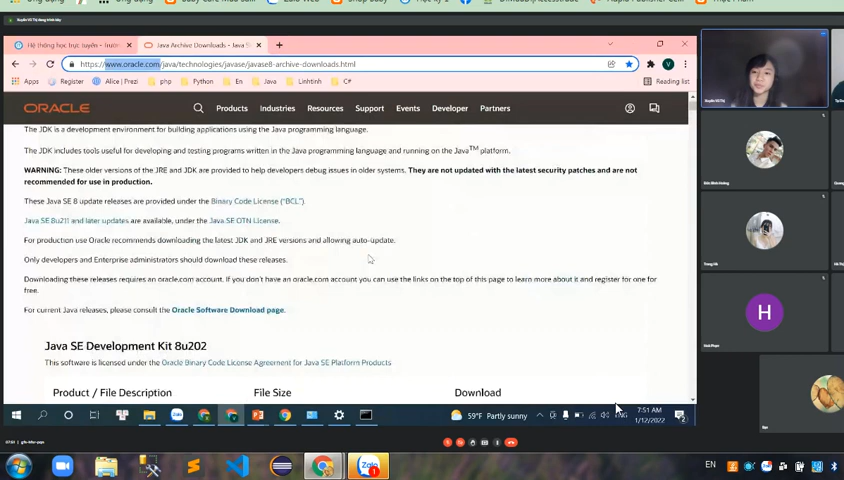 Hệ thống học trực tuyến - Trườn
Java Archive Downloads - Java S
https://www.oracle.com/java/technologies/javase/javase8-archive-downloads.html
Apps Register Alice | Prezi php Python En Java Linhtinh C#
ORACLE Products Industries Resources Support Events Developer Partners
The JDK is a development environment for building applications using the Java programming language.
The JDK includes tools useful for developing and testing programs written in the Java programming language and running on the Java™ platform.
WARNING: These older versions of the JRE and JDK are provided to help developers debug issues in older systems. They are not updated with the latest security patches and are
not recommended for use in production.
These Java SE 8 update releases are provided under the Binary Code License ("BCL").
Java SE 8u211 and later updates are available, under the Java SE OTN License.
For production use Oracle recommends downloading the latest JDK and JRE versions and allowing auto-update.
Only developers and Enterprise administrators should download these releases.
Downloading these releases requires an oracle.com account. If you don't have an oracle.com account you can use the links on the top of this page to learn more about it and register for one for
free.
For current Java releases, please consult the Oracle Software Download page.
Java SE Development Kit 8u202
This software is licensed under the Oracle Binary Code License Agreement for Java SE Platform Products
Product / File Description File Size Download
59°F Partly sunny
ENG
7:51 AM
1/12/2022
H
EN